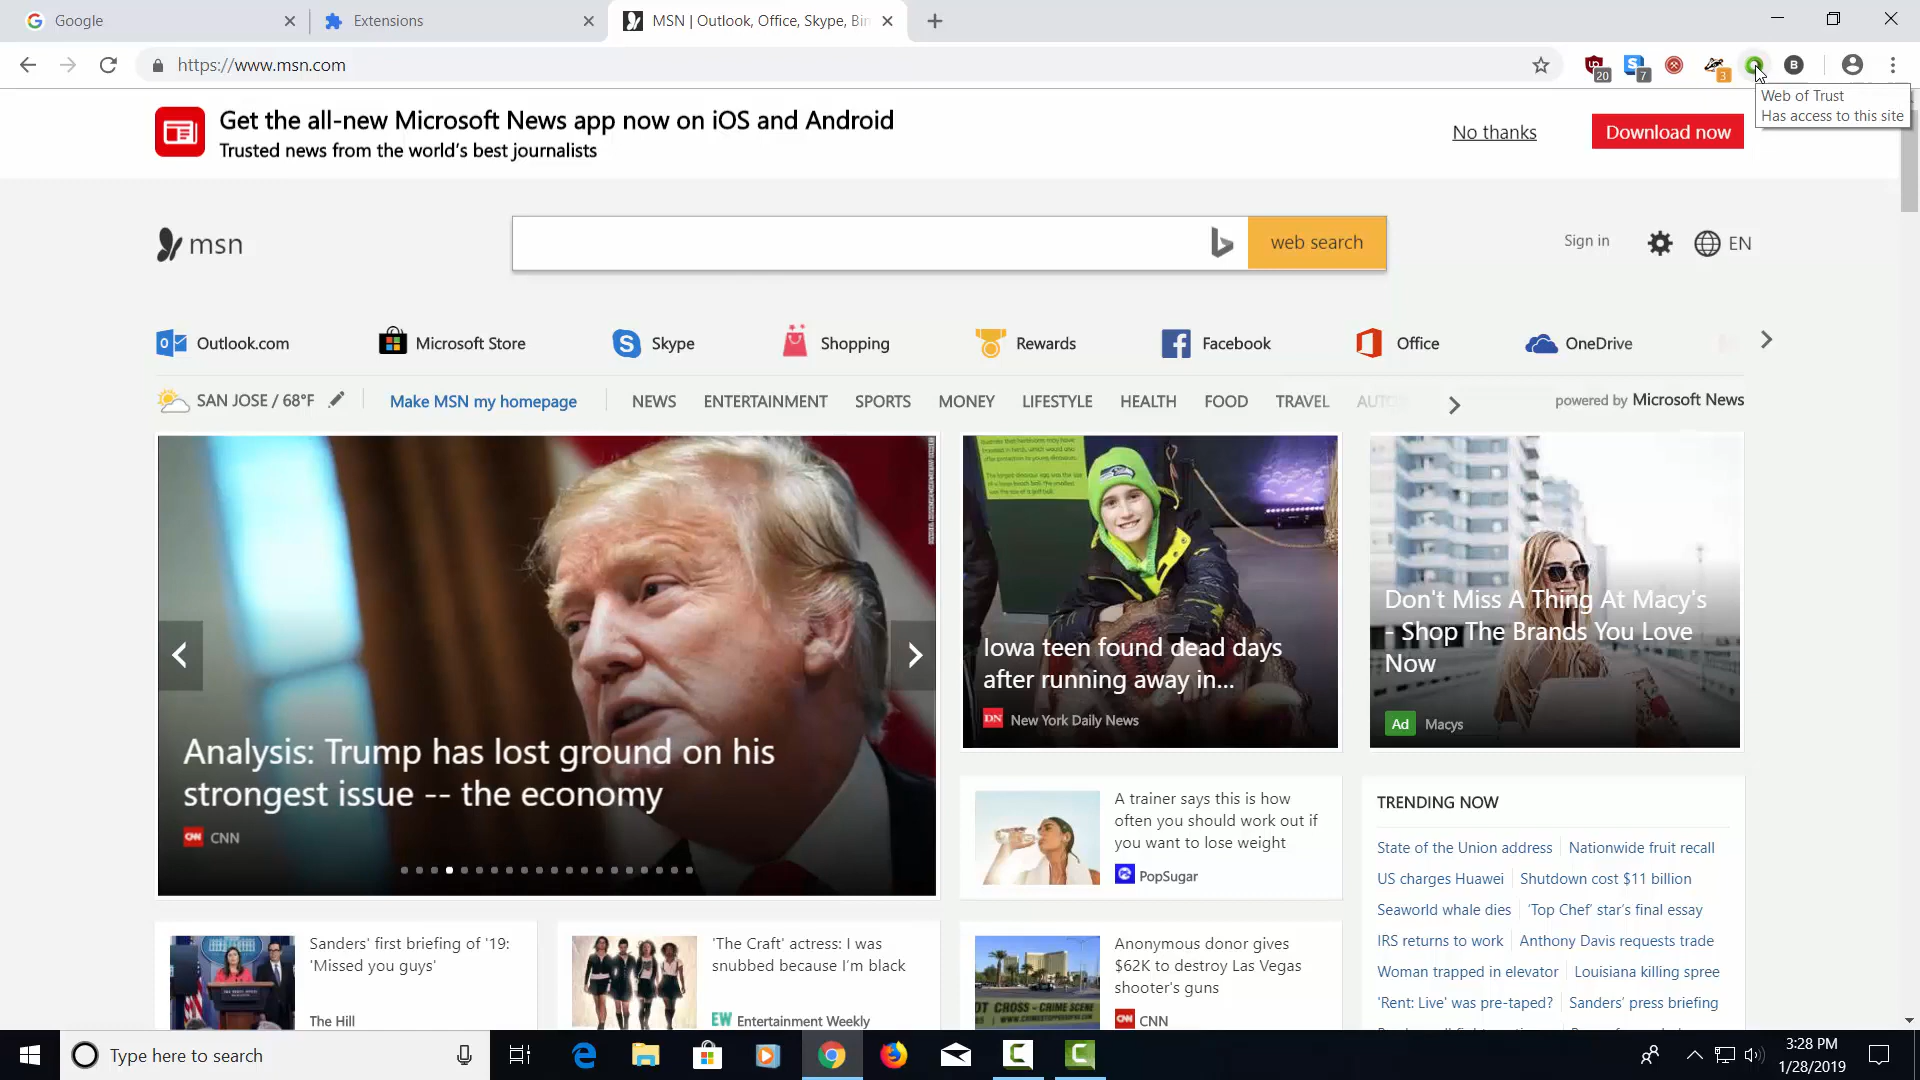 Google
Extensions
MSN | Outlook, Office, Skype, Bin
https://www.msn.com
20
7
3
B
Web of Trust
Has access to this site
Get the all-new Microsoft News app now on iOS and Android
Trusted news from the world's best journalists
No thanks
Download now
msn
web search
Sign in
EN
Outlook.com
Microsoft Store
Skype
Shopping
Rewards
Facebook
Office
OneDrive
SAN JOSE / 68°F
Make MSN my homepage
NEWS
ENTERTAINMENT
SPORTS
MONEY
LIFESTYLE
HEALTH
FOOD
TRAVEL
AUTO
powered by Microsoft News
Analysis: Trump has lost ground on his
strongest issue -- the economy
CNN
Iowa teen found dead days
after running away in...
DN New York Daily News
Don't Miss A Thing At Macy's
- Shop The Brands You Love
Now
Ad Macys
A trainer says this is how
often you should work out if
you want to lose weight
PopSugar
TRENDING NOW
State of the Union address
Nationwide fruit recall
US charges Huawei
Shutdown cost $11 billion
Seaworld whale dies
'Top Chef' star's final essay
IRS returns to work
Anthony Davis requests trade
Woman trapped in elevator
Louisiana killing spree
'Rent: Live' was pre-taped?
Sanders' press briefing
Sanders' first briefing of '19:
'Missed you guys'
The Hill
'The Craft' actress: I was
snubbed because I'm black
EW Entertainment Weekly
Anonymous donor gives
$62K to destroy Las Vegas
shooter's guns
CNN
OT CROSS - CRIME SCENE
Type here to search
3:28 PM
1/28/2019